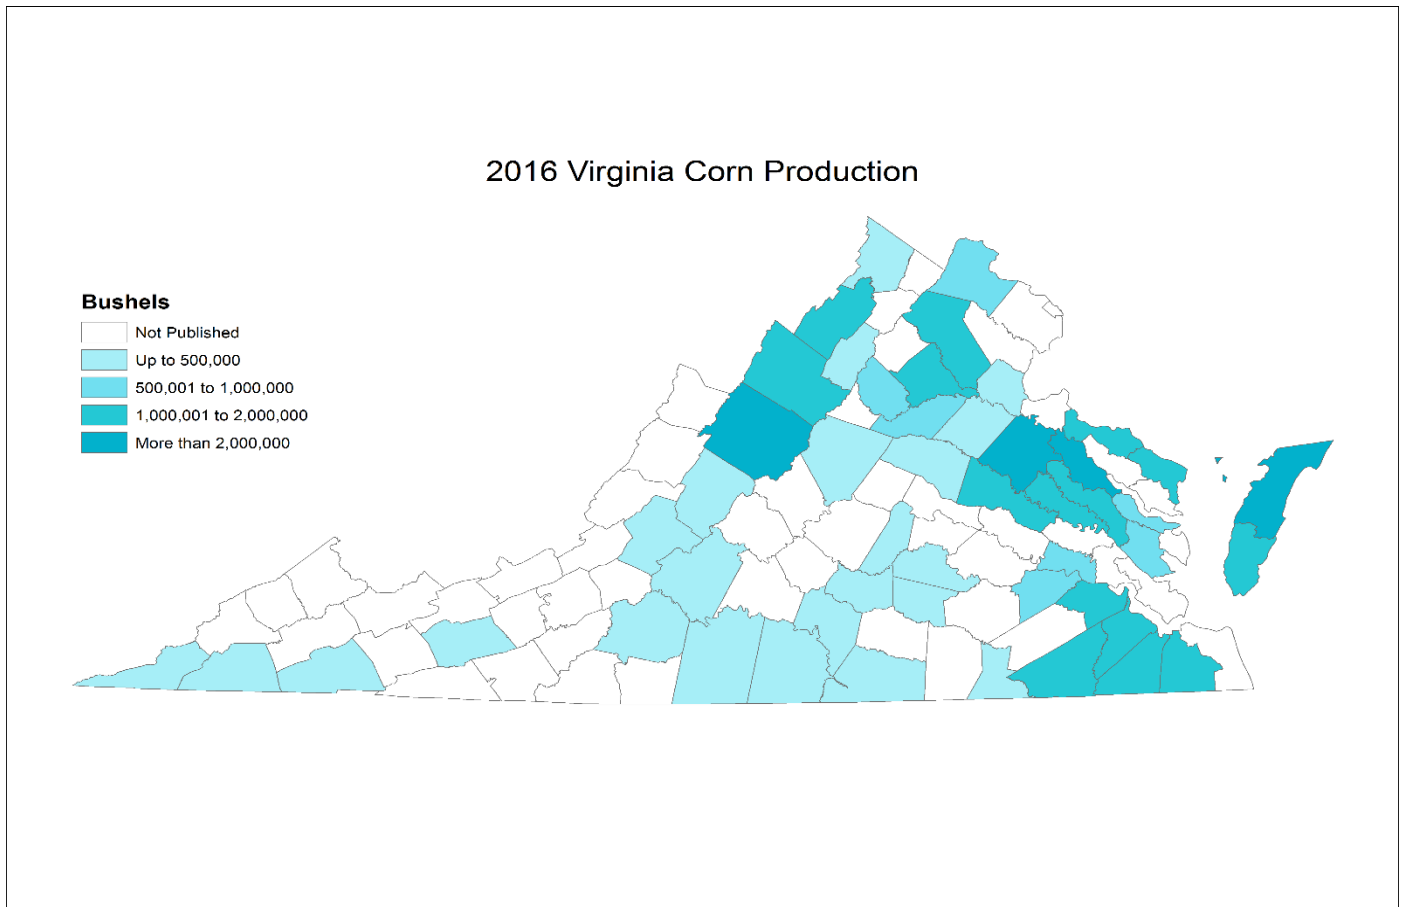 2016 Virginia Corn Production
Bushels
Not Published
Up to 500,000
500,001 to 1,000,000
1,000,001 to 2,000,000
More than 2,000,000